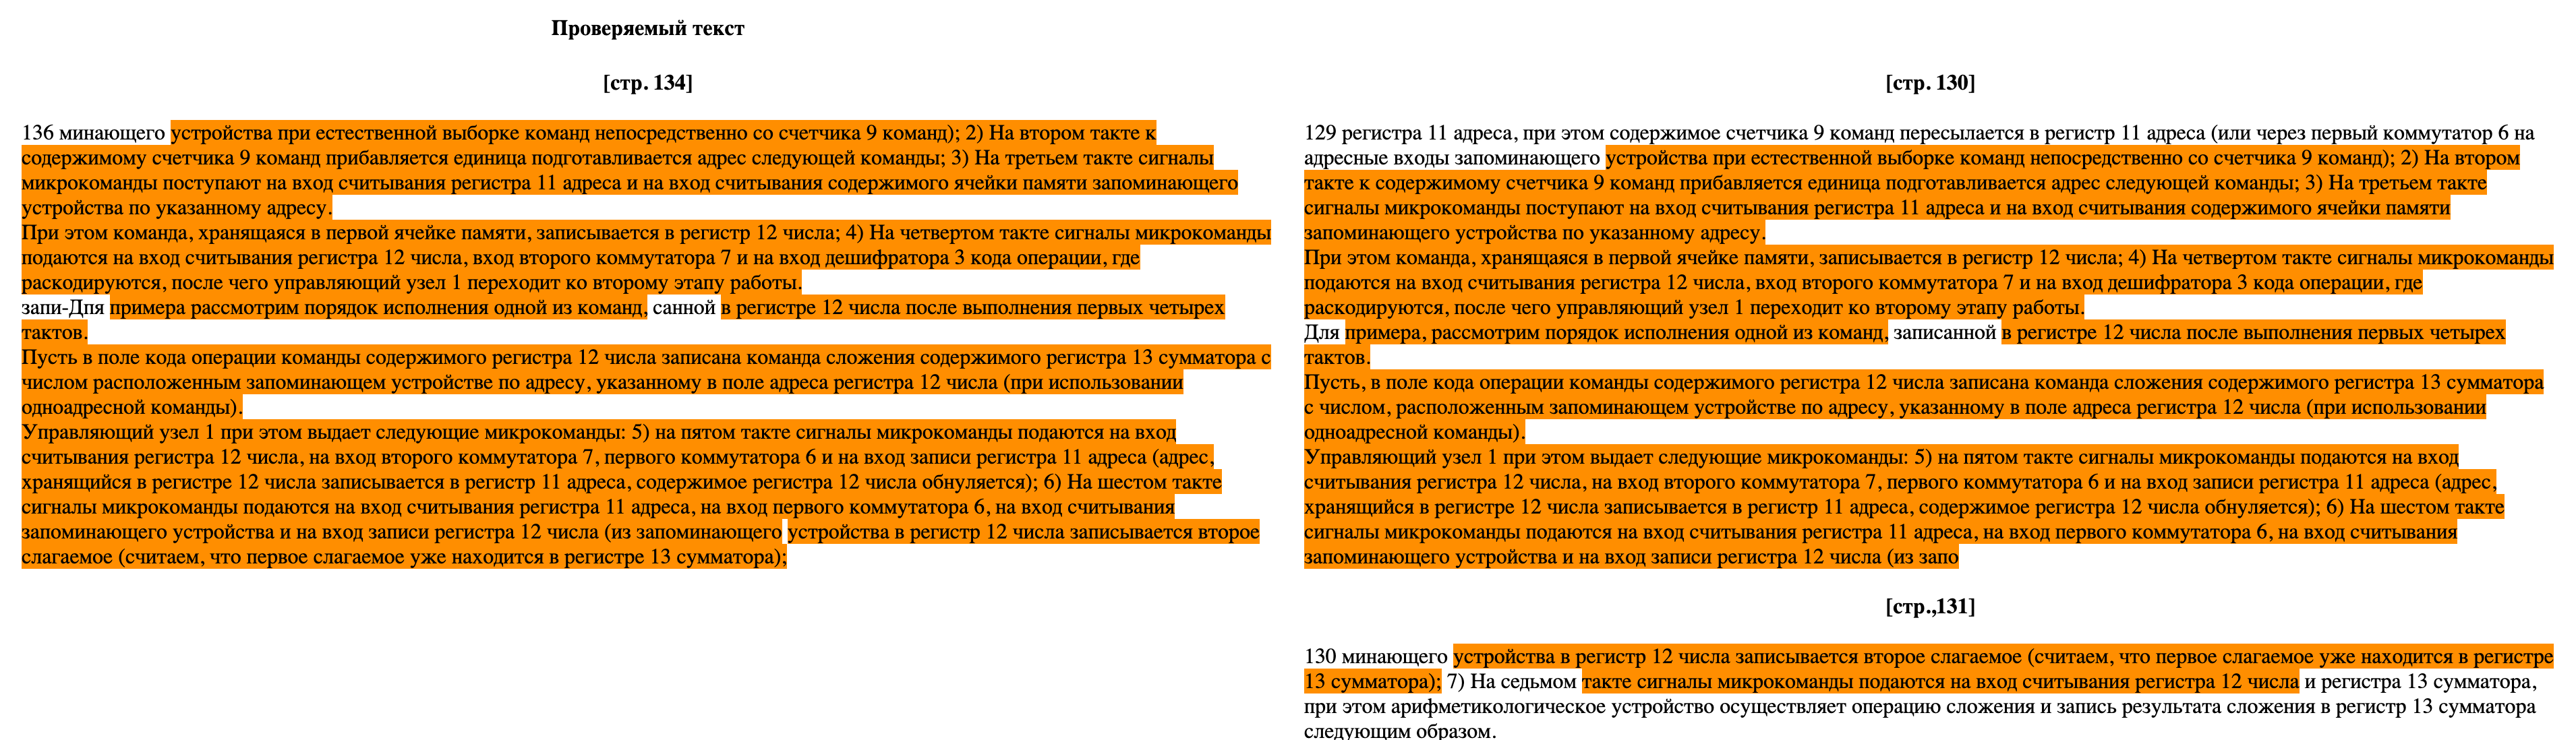 Проверяемый текст
[стр. 134]
136 минающего устройства при естественной выборке команд непосредственно со счетчика 9 команд); 2) На втором такте к
содержимому счетчика 9 команд прибавляется единица подготавливается адрес следующей команды; 3) На третьем такте сигналы
микрокоманды поступают на вход считывания регистра 11 адреса и на вход считывания содержимого ячейки памяти запоминающего
устройства по указанному адресу.
При этом команда, хранящаяся в первой ячейке памяти, записывается в регистр 12 числа; 4) На четвертом такте сигналы микрокоманды
подаются на вход считывания регистра 12 числа, вход второго коммутатора 7 и на вход дешифратора 3 кода операции, где
раскодируются, после чего управляющий узел 1 переходит ко второму этапу работы.
запи-Дпя примера рассмотрим порядок исполнения одной из команд, санной в регистре 12 числа после выполнения первых четырех
тактов.
Пусть в поле кода операции команды содержимого регистра 12 числа записана команда сложения содержимого регистра 13 сумматора с
числом расположенным запоминающем устройстве по адресу, указанному в поле адреса регистра 12 числа (при использовании
одноадресной команды).
Управляющий узел 1 при этом выдает следующие микрокоманды: 5) на пятом такте сигналы микрокоманды подаются на вход
считывания регистра 12 числа, на вход второго коммутатора 7, первого коммутатора 6 и на вход записи регистра 11 адреса (адрес,
хранящийся в регистре 12 числа записывается в регистр 11 адреса, содержимое регистра 12 числа обнуляется); 6) На шестом такте
сигналы микрокоманды подаются на вход считывания регистра 11 адреса, на вход первого коммутатора 6, на вход считывания
запоминающего устройства и на вход записи регистра 12 числа (из запоминающего устройства в регистр 12 числа записывается второе
слагаемое (считаем, что первое слагаемое уже находится в регистре 13 сумматора);
[стр. 130]
129 регистра 11 адреса, при этом содержимое счетчика 9 команд пересылается в регистр 11 адреса (или через первый коммутатор 6 на
адресные входы запоминающего устройства при естественной выборке команд непосредственно со счетчика 9 команд); 2) На втором
такте к содержимому счетчика 9 команд прибавляется единица подготавливается адрес следующей команды; 3) На третьем такте
сигналы микрокоманды поступают на вход считывания регистра 11 адреса и на вход считывания содержимого ячейки памяти
запоминающего устройства по указанному адресу.
При этом команда, хранящаяся в первой ячейке памяти, записывается в регистр 12 числа; 4) На четвертом такте сигналы микрокоманды
подаются на вход считывания регистра 12 числа, вход второго коммутатора 7 и на вход дешифратора 3 кода операции, где
раскодируются, после чего управляющий узел 1 переходит ко второму этапу работы.
Для примера, рассмотрим порядок исполнения одной из команд, записанной в регистре 12 числа после выполнения первых четырех
тактов.
Пусть, в поле кода операции команды содержимого регистра 12 числа записана команда сложения содержимого регистра 13 сумматора
с числом, расположенным запоминающем устройстве по адресу, указанному в поле адреса регистра 12 числа (при использовании
одноадресной команды).
Управляющий узел 1 при этом выдает следующие микрокоманды: 5) на пятом такте сигналы микрокоманды подаются на вход
считывания регистра 12 числа, на вход второго коммутатора 7, первого коммутатора 6 и на вход записи регистра 11 адреса (адрес,
хранящийся в регистре 12 числа записывается в регистр 11 адреса, содержимое регистра 12 числа обнуляется); 6) На шестом такте
сигналы микрокоманды подаются на вход считывания регистра 11 адреса, на вход первого коммутатора 6, на вход считывания
запоминающего устройства и на вход записи регистра 12 числа (из запо
[стр.,131]
130 минающего устройства в регистр 12 числа записывается второе слагаемое (считаем, что первое слагаемое уже находится в регистре
13 сумматора); 7) На седьмом такте сигналы микрокоманды подаются на вход считывания регистра 12 числа и регистра 13 сумматора,
при этом арифметикологическое устройство осуществляет операцию сложения и запись результата сложения в регистр 13 сумматора
следующим образом.